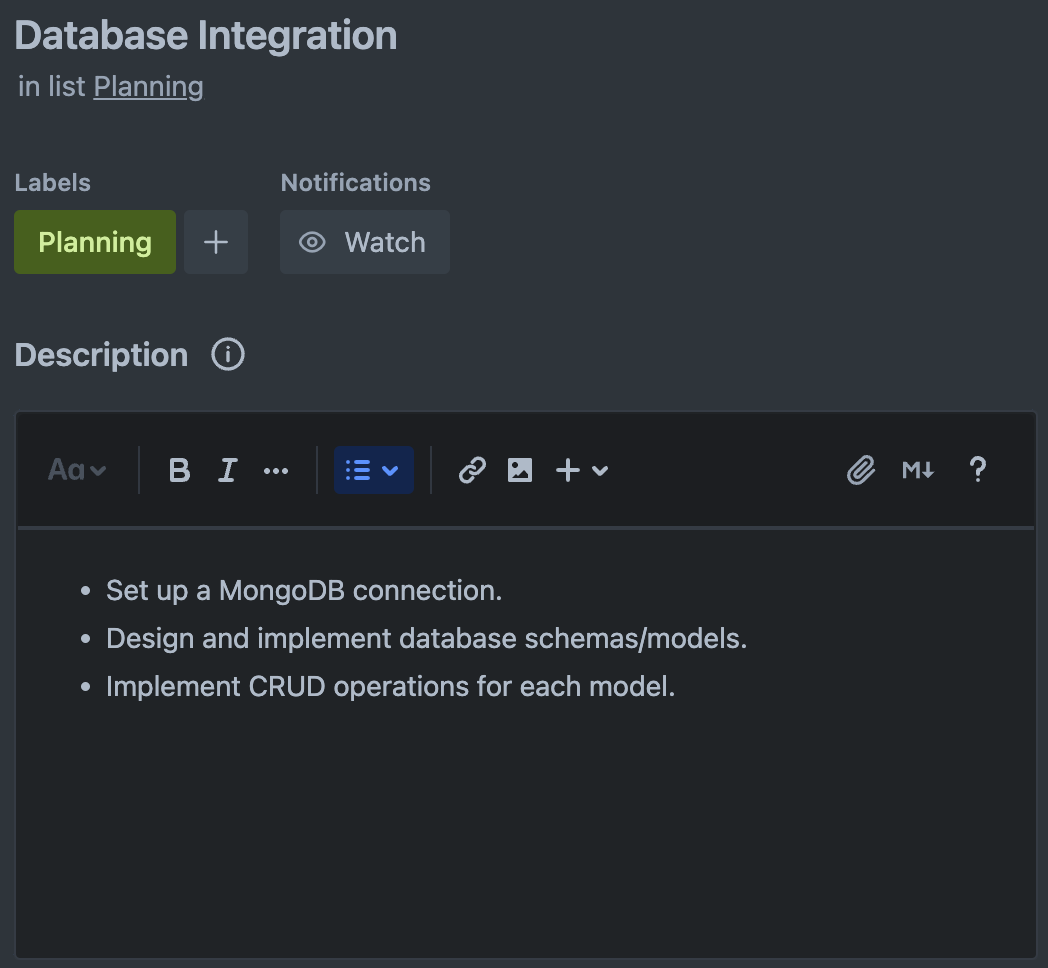 Database Integration
in list Planning
Labels
Notifications
Planning
Watch
Description
Aa
B I
M
?
• Set up a MongoDB connection.
• Design and implement database schemas/models.
• Implement CRUD operations for each model.